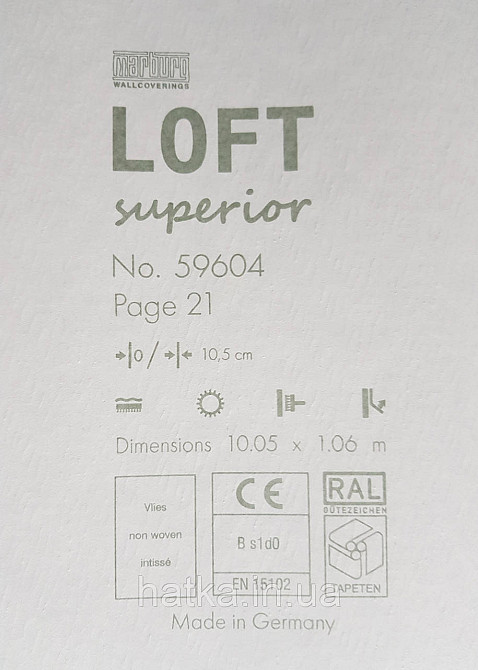 marburg
WALLCOVERINGS
LOFT
superior
No. 59604
Page 21
0 / 10,5 cm
Dimensions 10.05 x 1.06 m
Vlies
non woven
intissé
CE
B s1d0
EN 15102
RAL
GÜTEZEICHEN
TAPETEN
hatka.in.ua
Made in Germany